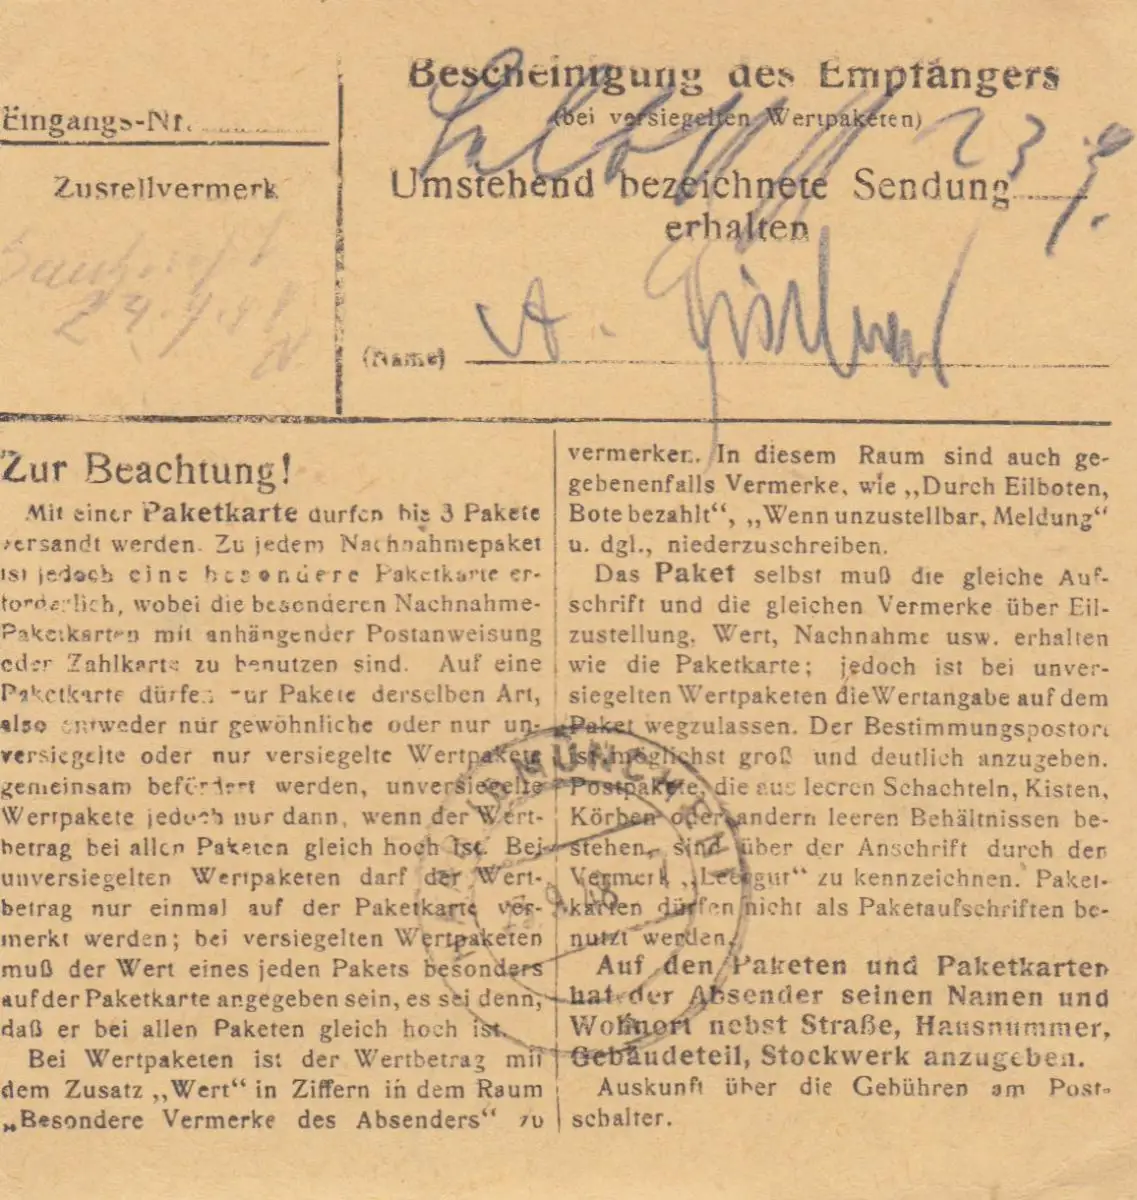 Eingangs-Nr.
Zustellvermerk
Bescheinigung des Empfängers
(bei versiegelten Wertpaketen)
Umstehend bezeichnete Sendung
erhalten
23 9.
(Name)
A.
Zur Beachtung!
Mit einer Paketkarte durfen bis 3 Pakete
versandt werden. Zu jedem Nachnahmepaket
ist jedoch eine besondere Paketkarte er-
forderlich, wobei die besonderen Nachnahme-
Paketkarten mit anhängender Postanweisung
oder Zahlkarte zu benutzen sind. Auf eine
Paketkarte dürfen nur Pakete derselben Art,
also entweder nur gewöhnliche oder nur un-
versiegelte oder nur versiegelte Wertpakete
gemeinsam befördert werden, unversiegelte
Wertpakete jedoch nur dann, wenn der Wert-
betrag bei allen Paketen gleich hoch ist. Bei
unversiegelten Wertpaketen darf der Wert-
betrag nur einmal auf der Paketkarte ver-
merkt werden; bei versiegelten Wertpaketen
muß der Wert eines jeden Pakets besonders
auf der Paketkarte angegeben sein, es sei denn,
daß er bei allen Paketen gleich hoch ist.
Bei Wertpaketen ist der Wertbetrag mit
dem Zusatz „Wert“ in Ziffern in dem Raum
„Besondere Vermerke des Absenders“ zu
vermerken. In diesem Raum sind auch ge-
gebenenfalls Vermerke, wie „Durch Eilboten,
Bote bezahlt“, „Wenn unzustellbar, Meldung“
u. dgl., niederzuschreiben.
Das Paket selbst muß die gleiche Auf-
schrift und die gleichen Vermerke über Eil-
zustellung, Wert, Nachnahme usw. erhalten
wie die Paketkarte; jedoch ist bei unver-
siegelten Wertpaketen die Wertangabe auf dem
Paket wegzulassen. Der Bestimmungspostort
ist möglichst groß und deutlich anzugeben.
Postpakete, die aus leeren Schachteln, Kisten,
Körben oder andern leeren Behältnissen be-
stehen, sind über der Anschrift durch den
Vermerk „Leergut“ zu kennzeichnen. Paket-
karten dürfen nicht als Paketaufschriften be-
nutzt werden.
Auf den Paketen und Paketkarten
hat der Absender seinen Namen und
Wohnort nebst Straße, Hausnummer,
Gebäudeteil, Stockwerk anzugeben.
Auskunft über die Gebühren am Post-
schalter.